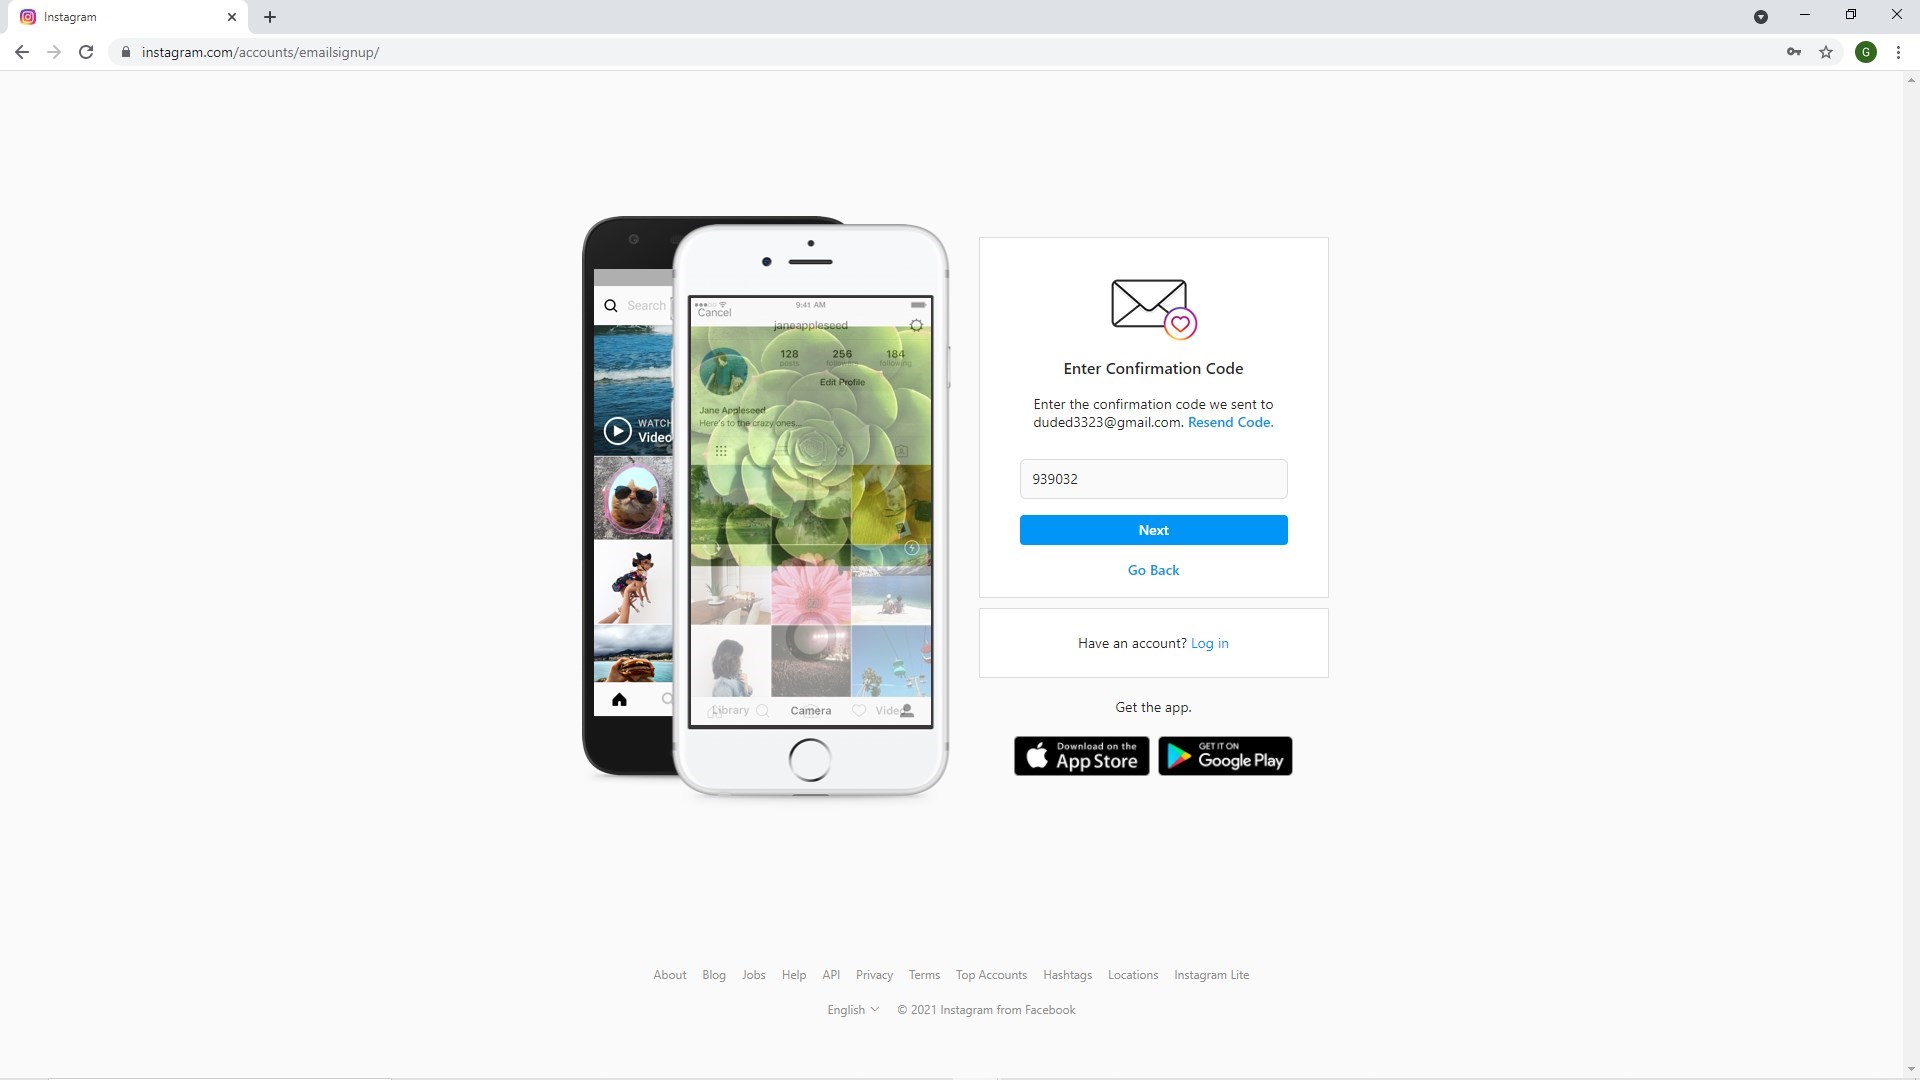 Instagram
instagram.com/accounts/emailsignup/
G
Search
WATCH
Video
9:41 AM
Cancel
janeappleseed
128
256
184
posts
followers
following
Edit Profile
Jane Appleseed
Here's to the crazy ones...
Library
Camera
Video
Enter Confirmation Code
Enter the confirmation code we sent to
duded3323@gmail.com. Resend Code.
939032
Next
Go Back
Have an account? Log in
Get the app.
Download on the
App Store
GET IT ON
Google Play
About Blog Jobs Help API Privacy Terms Top Accounts Hashtags Locations Instagram Lite
English © 2021 Instagram from Facebook